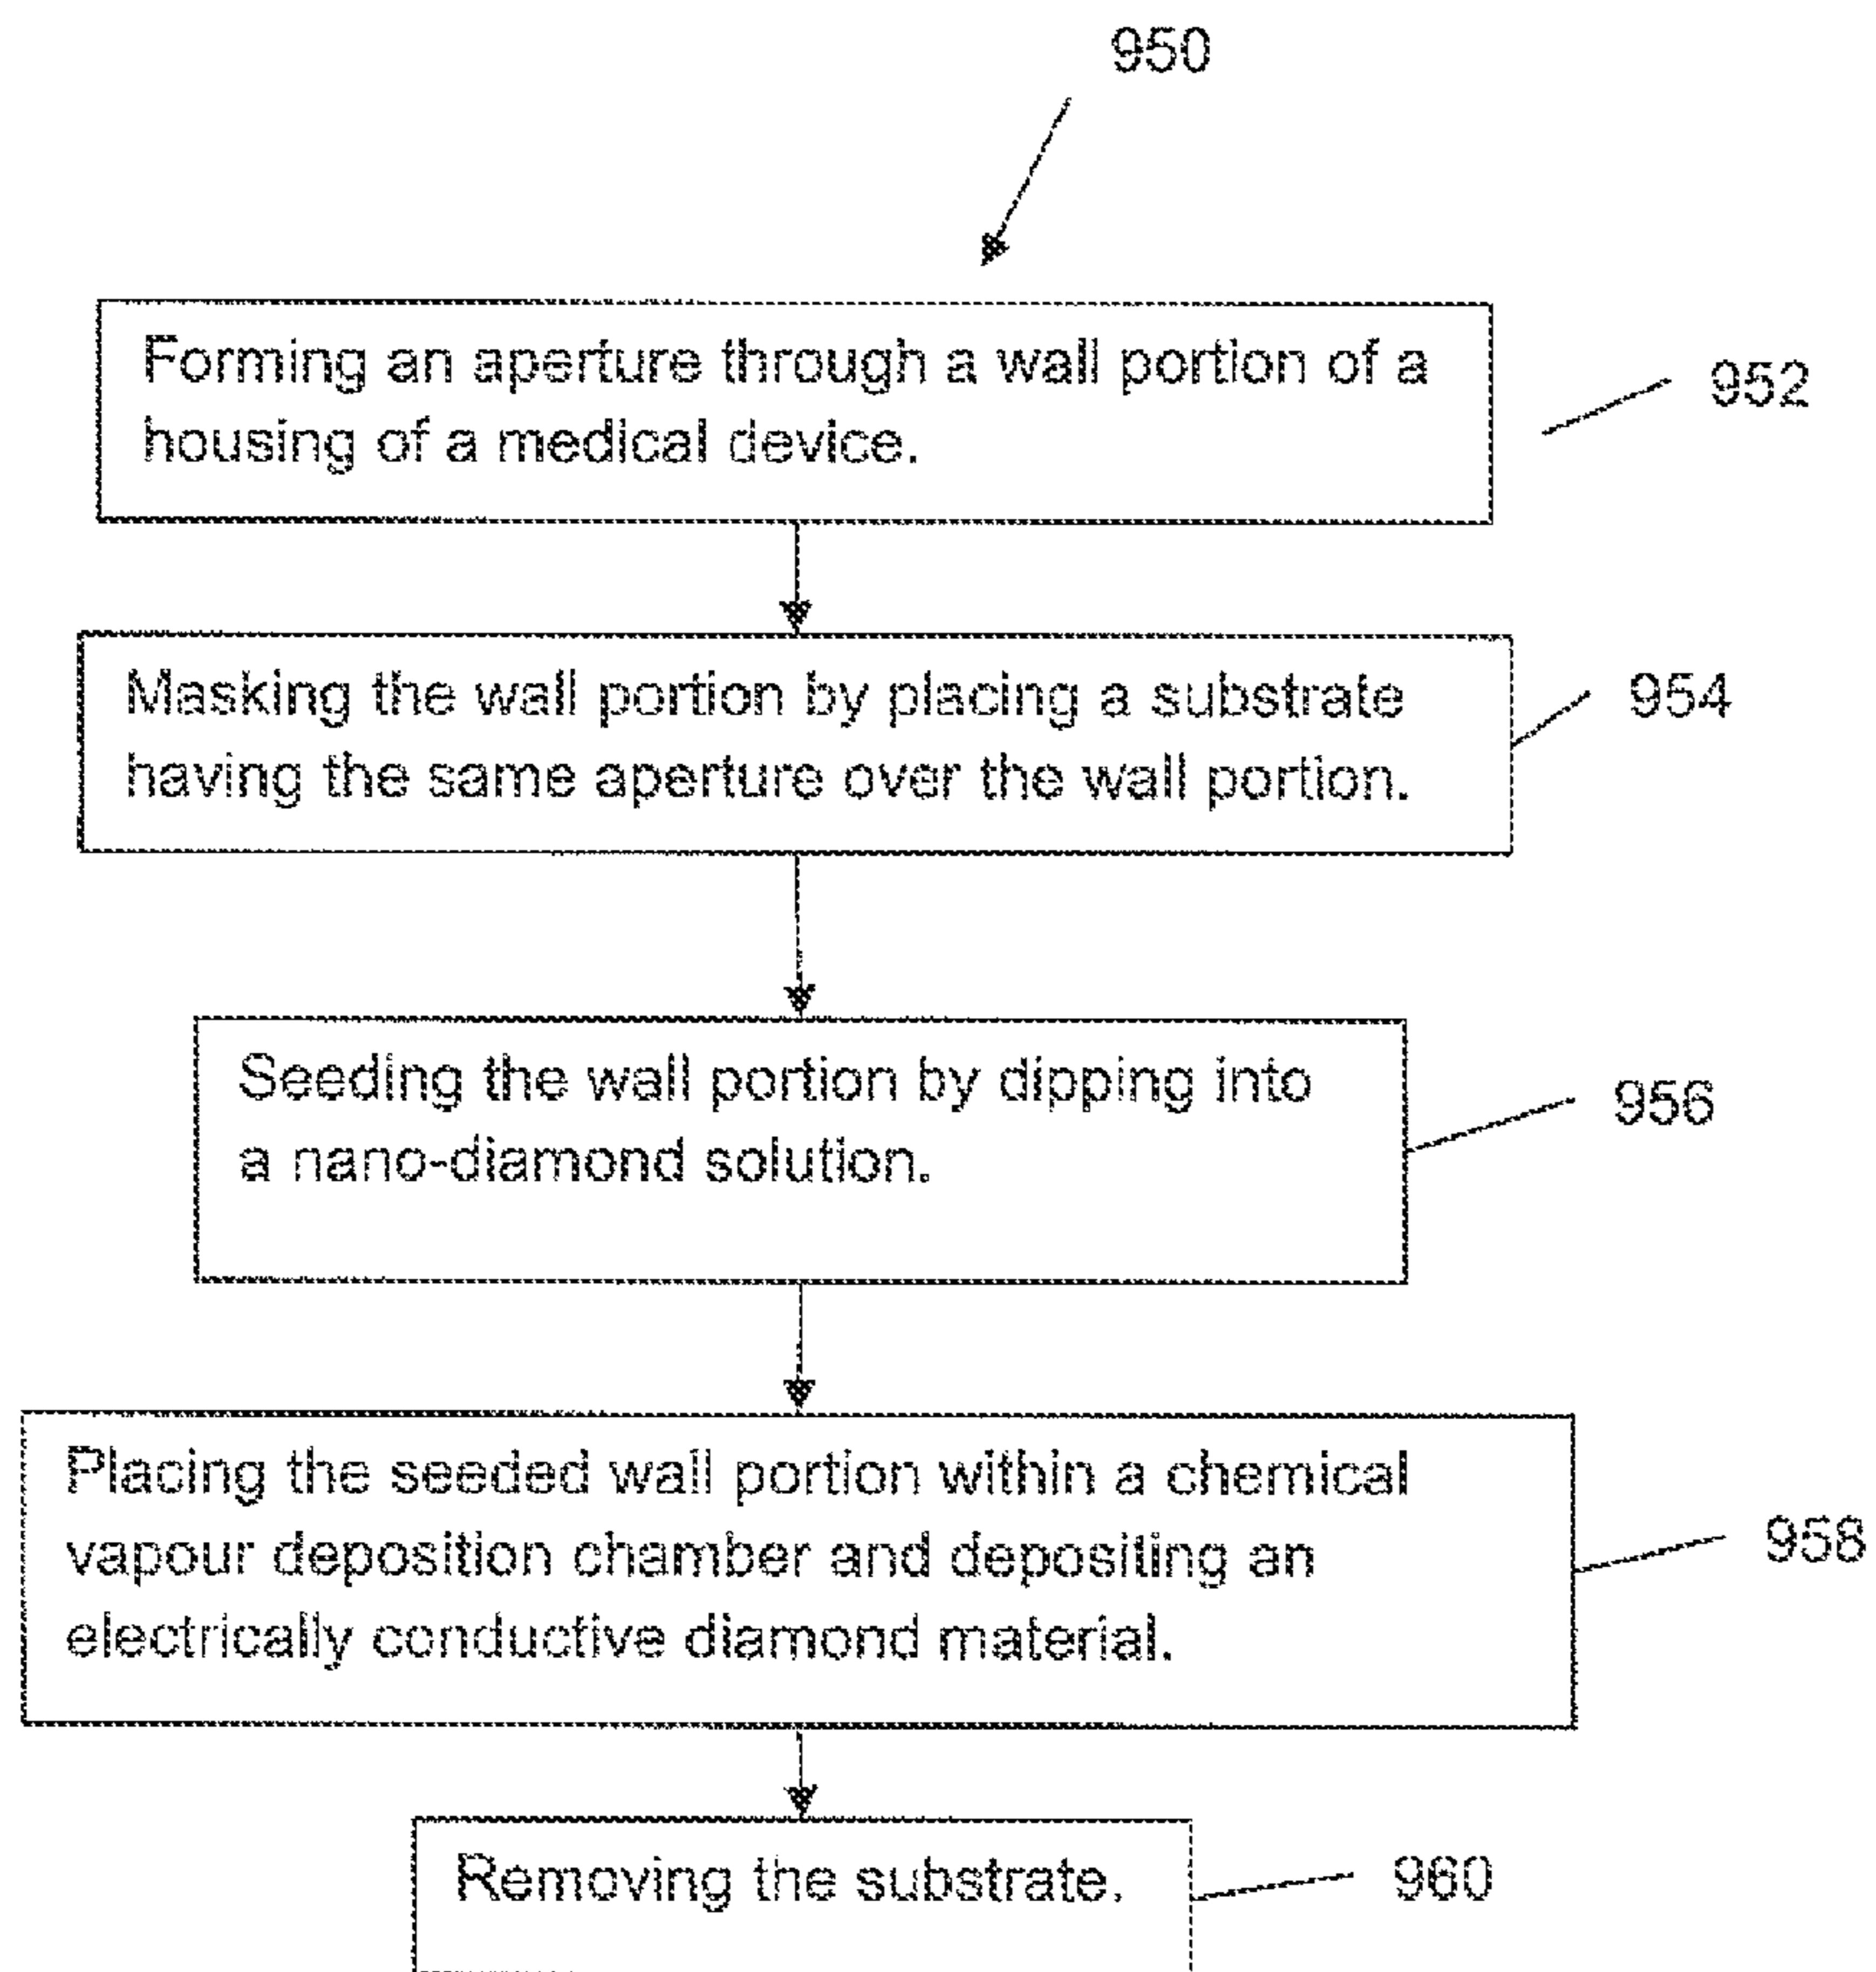 950
Forming an aperture through a wall portion of a
housing of a medical device.
952
Masking the wall portion by placing a substrate
having the same aperture over the wall portion.
954
Seeding the wall portion by dipping into
a nano-diamond solution.
956
Placing the seeded wall portion within a chemical
vapour deposition chamber and depositing an
electrically conductive diamond material.
958
Removing the substrate.
960